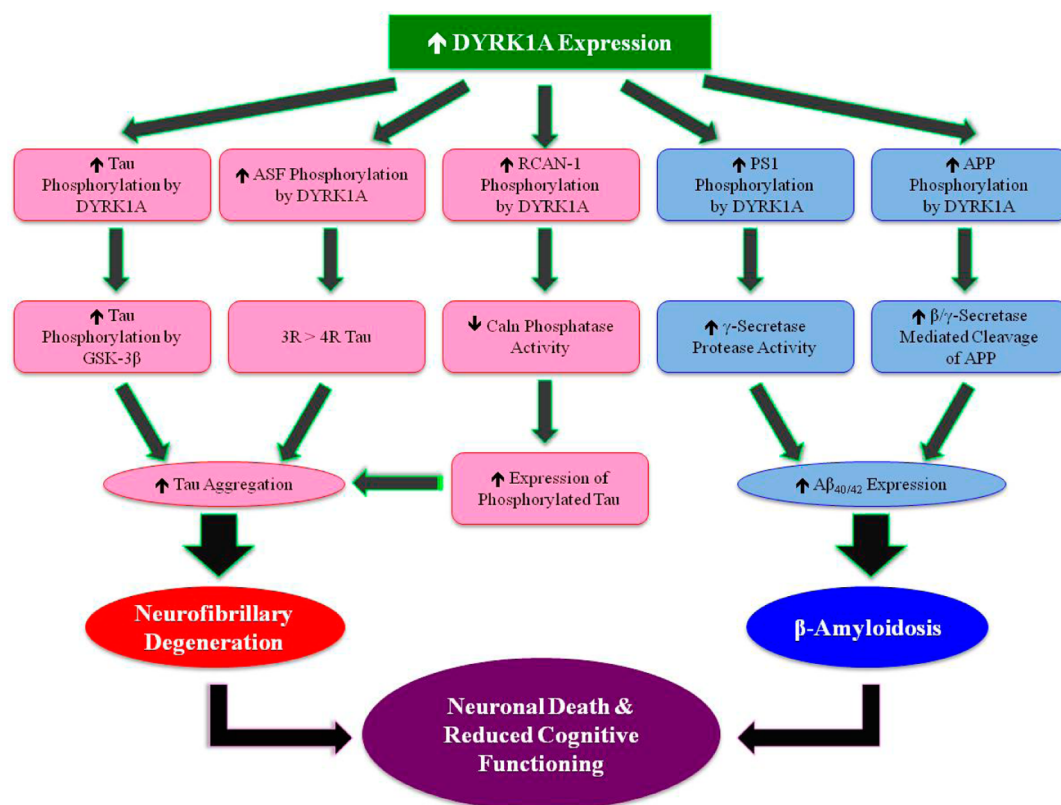 ↑ DYRK1A Expression
↑ Tau
Phosphorylation by
DYRK1A
↑ ASF Phosphorylation
by DYRK1A
↑ RCAN-1
Phosphorylation
by DYRK1A
↑ PS1
Phosphorylation
by DYRK1A
↑ APP
Phosphorylation
by DYRK1A
↑ Tau
Phosphorylation by
GSK-3β
3R > 4R Tau
↓ Caln Phosphatase
Activity
↑ γ-Secretase
Protease Activity
↑ β/γ-Secretase
Mediated Cleavage
of APP
↑ Tau Aggregation
↑ Expression of
Phosphorylated Tau
↑ Aβ40/42 Expression
Neurofibrillary
Degeneration
β-Amyloidosis
Neuronal Death &
Reduced Cognitive
Functioning